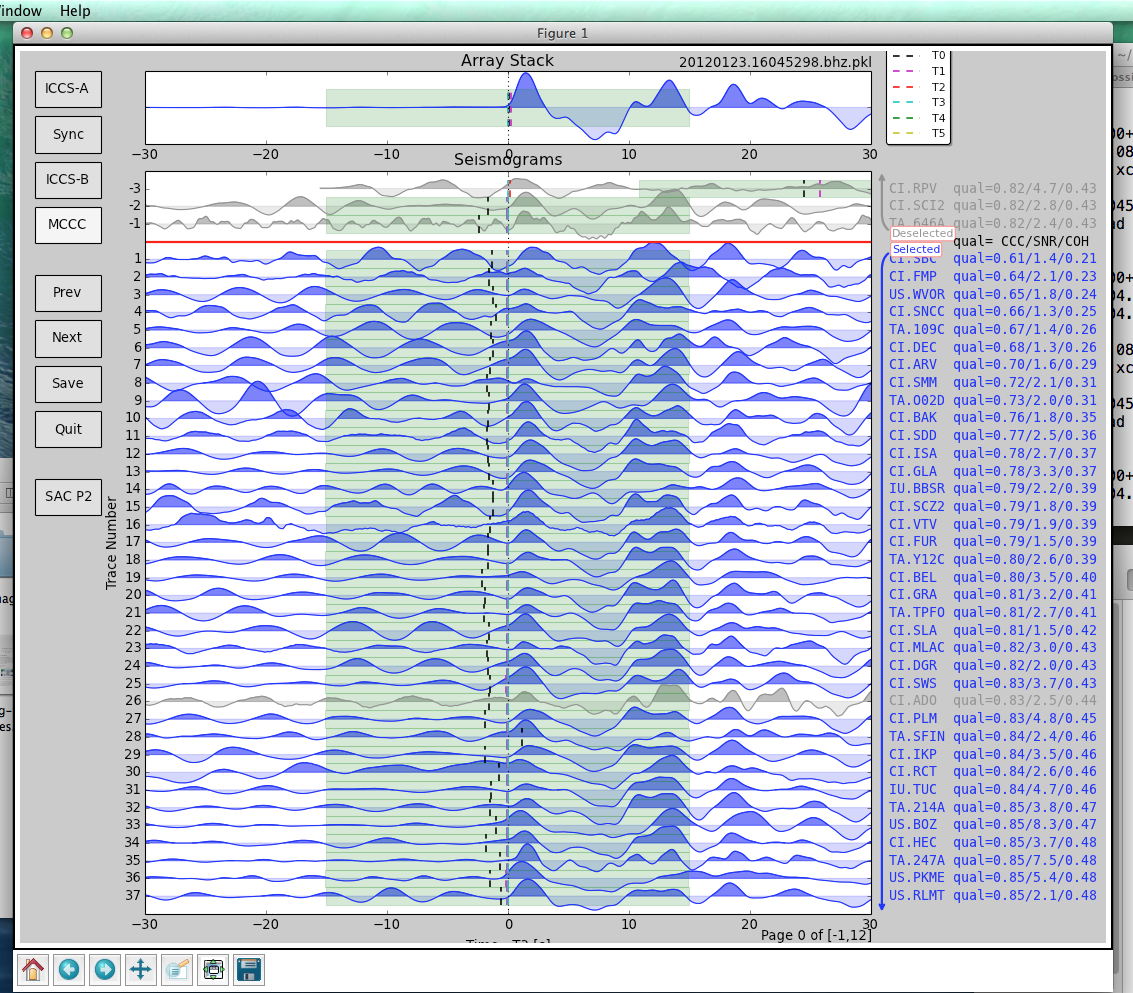 indow Help
Figure 1
Array Stack
20120123.16045298.bhz.pkl
T0
T1
T2
T3
T4
T5
ICCS-A
Sync
ICCS-B
MCCC
Prev
Next
Save
Quit
SAC P2
−30 −20 −10 0 10 20 30
Seismograms
Trace Number
-3 CI.RPV qual=0.82/4.7/0.43
-2 CI.SCI2 qual=0.82/2.8/0.43
-1 TA.646A qual=0.82/2.4/0.43
Deselected
qual= CCC/SNR/COH
Selected
1 CI.SBC qual=0.61/1.4/0.21
2 CI.FMP qual=0.64/2.1/0.23
3 US.WVOR qual=0.65/1.8/0.24
4 CI.SNCC qual=0.66/1.3/0.25
5 TA.109C qual=0.67/1.4/0.26
6 CI.DEC qual=0.68/1.3/0.26
7 CI.ARV qual=0.70/1.6/0.29
8 CI.SMM qual=0.72/2.1/0.31
9 TA.O02D qual=0.73/2.0/0.31
10 CI.BAK qual=0.76/1.8/0.35
11 CI.SDD qual=0.77/2.5/0.36
12 CI.ISA qual=0.78/2.7/0.37
13 CI.GLA qual=0.78/3.3/0.37
14 IU.BBSR qual=0.79/2.2/0.39
15 CI.SCZ2 qual=0.79/1.8/0.39
16 CI.VTV qual=0.79/1.9/0.39
17 CI.FUR qual=0.79/1.5/0.39
18 TA.Y12C qual=0.80/2.6/0.39
19 CI.BEL qual=0.80/3.5/0.40
20 CI.GRA qual=0.81/3.2/0.41
21 TA.TPFO qual=0.81/2.7/0.41
22 CI.SLA qual=0.81/1.5/0.42
23 CI.MLAC qual=0.82/3.0/0.43
24 CI.DGR qual=0.82/2.0/0.43
25 CI.SWS qual=0.83/3.7/0.43
26 CI.ADO qual=0.83/2.5/0.44
27 CI.PLM qual=0.83/4.8/0.45
28 TA.SFIN qual=0.84/2.4/0.46
29 CI.IKP qual=0.84/3.5/0.46
30 CI.RCT qual=0.84/2.6/0.46
31 IU.TUC qual=0.84/4.7/0.46
32 TA.214A qual=0.85/3.8/0.47
33 US.BOZ qual=0.85/8.3/0.47
34 CI.HEC qual=0.85/3.7/0.48
35 TA.247A qual=0.85/7.5/0.48
36 US.PKME qual=0.85/5.4/0.48
37 US.RLMT qual=0.85/2.1/0.48
−30 −20 −10 0 10 20 30
Page 0 of [-1,12]